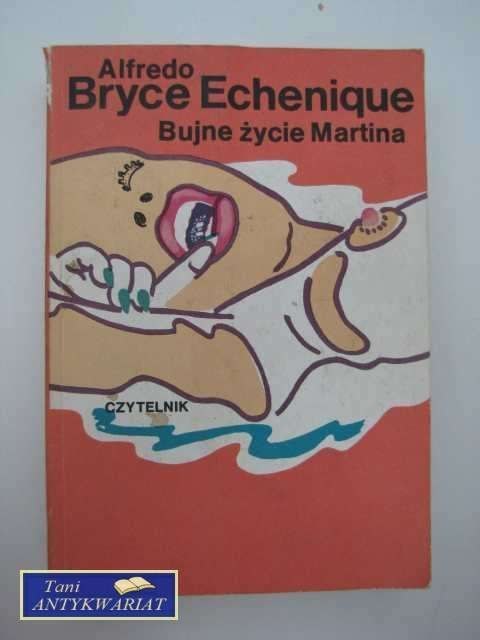 Alfredo
Bryce Echenique
Bujne życie Martina
CZYTELNIK
Tani
ANTYKWARIAT